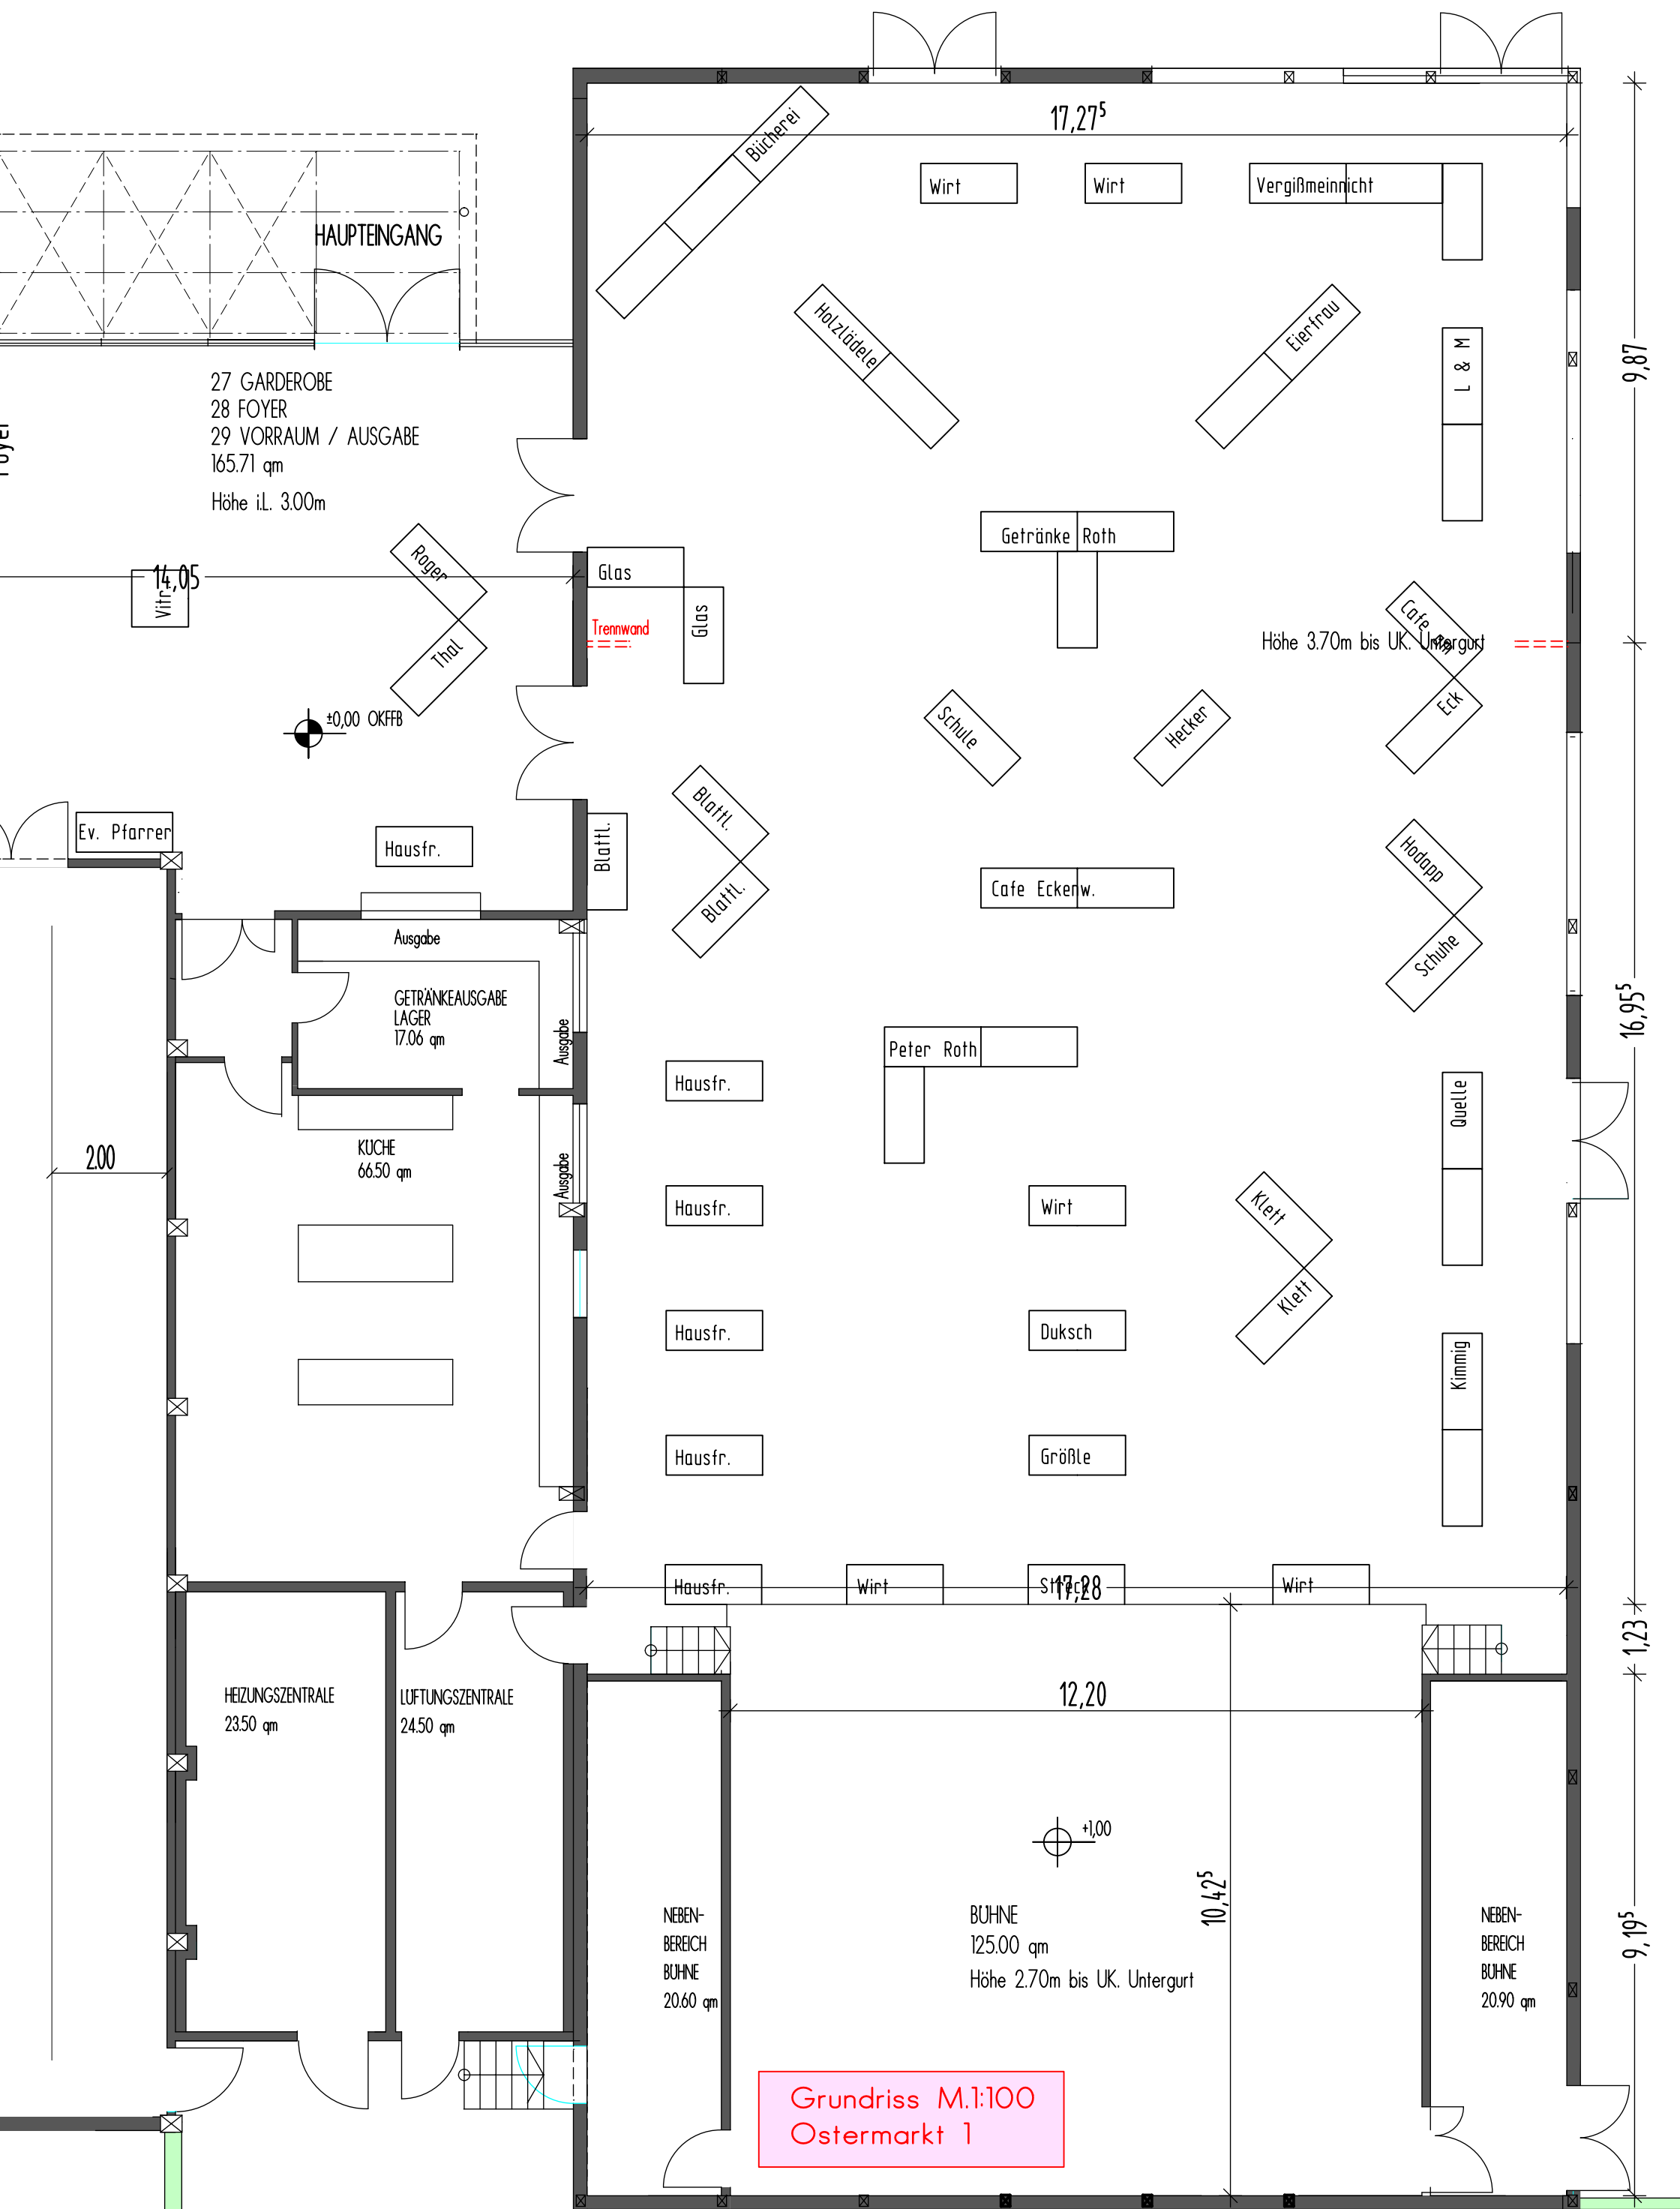 17,27⁵
Bücherei
Wirt
Wirt
Vergißmeinnicht
HAUPTEINGANG
Holzlädele
Eierfrau
L & M
9,87
27 GARDEROBE
28 FOYER
29 VORRAUM / AUSGABE
165.71 qm
Höhe i.L. 3.00m
Foyer
Getränke Roth
Roger
Thal
14,05
Vitr.
Glas
Glas
Trennwand
Höhe 3.70m bis UK. Untergurt
Cafe am
Eck
±0,00 OKFFB
Schule
Hecker
Blattl.
Blattl.
Blattl.
Ev. Pfarrer
Hausfr.
Cafe Eckenw.
Hodapp
Schuhe
Ausgabe
GETRÄNKEAUSGABE
LAGER
17.06 qm
Ausgabe
16,95⁵
Peter Roth
Hausfr.
Quelle
KÜCHE
66.50 qm
Ausgabe
2.00
Hausfr.
Wirt
Klett
Klett
Hausfr.
Duksch
Kimmig
Hausfr.
Größle
Hausfr.
Wirt
17,28
Wirt
1,23
HEIZUNGSZENTRALE
23.50 qm
LÜFTUNGSZENTRALE
24.50 qm
12,20
+1,00
10,42⁵
9,19⁵
NEBEN-
BEREICH
BÜHNE
20.60 qm
BÜHNE
125.00 qm
Höhe 2.70m bis UK. Untergurt
NEBEN-
BEREICH
BÜHNE
20.90 qm
Grundriss M.1:100
Ostermarkt 1